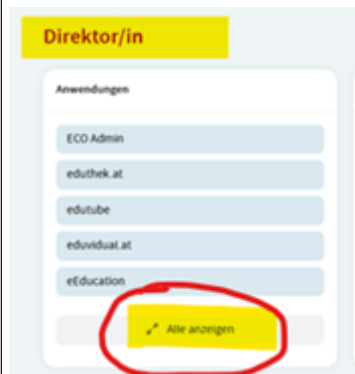 Direktor/in
Anwendungen
ECO Admin
eduthek.at
edutube
eduvidual.at
eEducation
Alle anzeigen